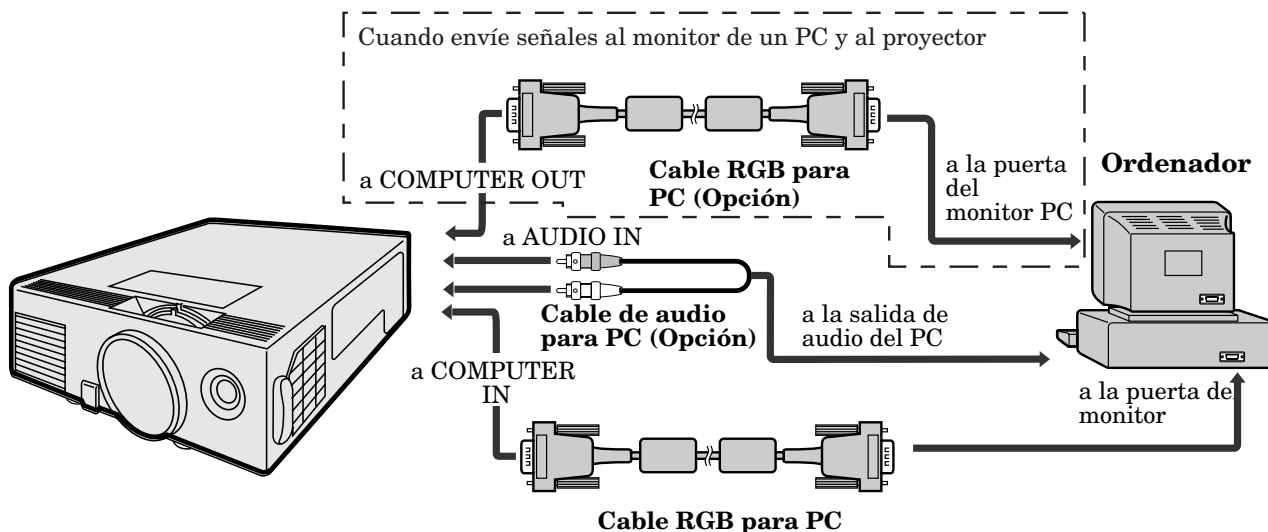 Cuando envíe señales al monitor de un PC y al proyector
a COMPUTER OUT
Cable RGB para
PC (Opción)
a la puerta
del
monitor PC
Ordenador
a AUDIO IN
Cable de audio
para PC (Opción)
a la salida de
audio del PC
a COMPUTER
IN
a la puerta del
monitor
Cable RGB para PC